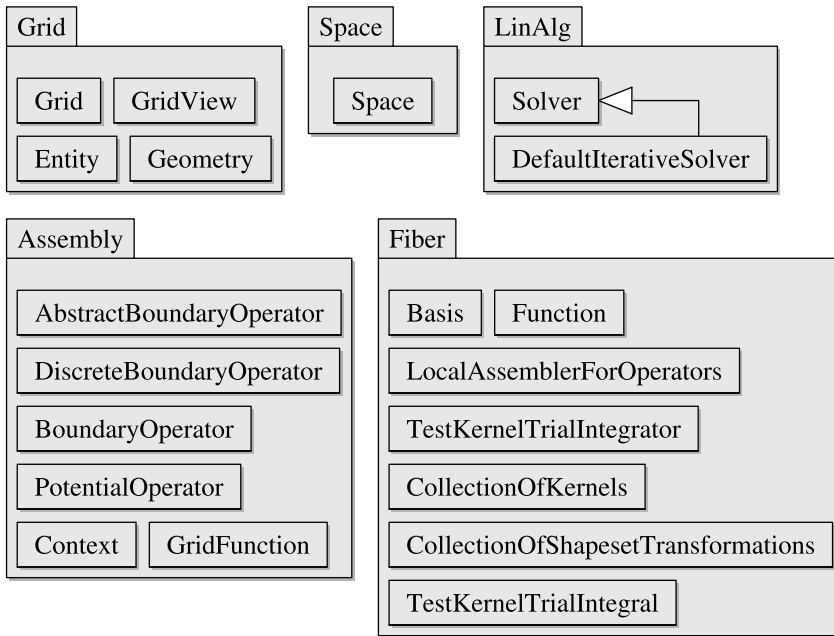 Grid
Grid GridView
Entity Geometry
Space
Space
LinAlg
Solver
DefaultIterativeSolver
Assembly
AbstractBoundaryOperator
DiscreteBoundaryOperator
BoundaryOperator
PotentialOperator
Context GridFunction
Fiber
Basis Function
LocalAssemblerForOperators
TestKernelTrialIntegrator
CollectionOfKernels
CollectionOfShapesetTransformations
TestKernelTrialIntegral